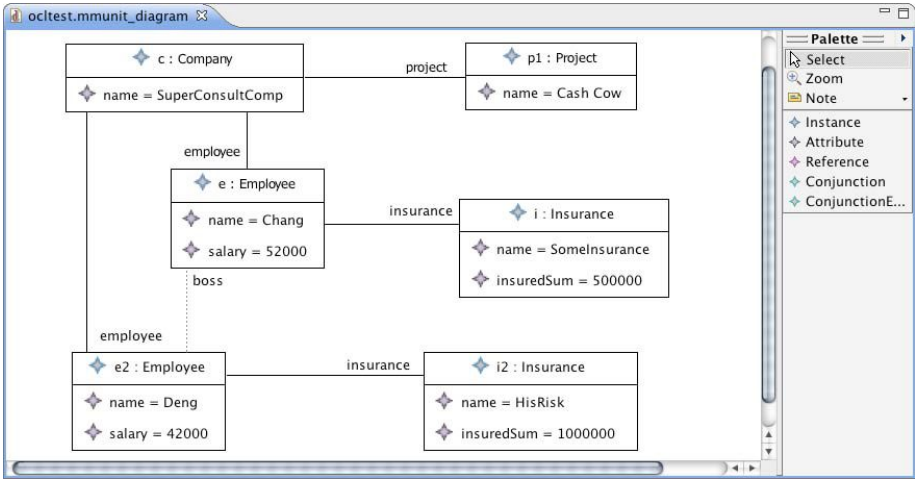 ocltest.mmunit_diagram
c : Company
name = SuperConsultComp
project
p1 : Project
name = Cash Cow
employee
e : Employee
name = Chang
salary = 52000
insurance
i : Insurance
name = SomeInsurance
insuredSum = 500000
boss
employee
e2 : Employee
name = Deng
salary = 42000
insurance
i2 : Insurance
name = HisRisk
insuredSum = 1000000
Palette
Select
Zoom
Note
Instance
Attribute
Reference
Conjunction
ConjunctionE...